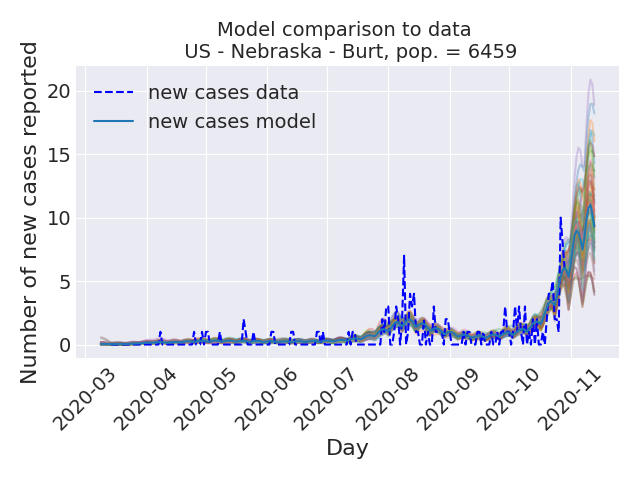 Model comparison to data
US - Nebraska - Burt, pop. = 6459
Number of new cases reported
20
15
10
5
0
new cases data
new cases model
2020-03
2020-04
2020-05
2020-06
2020-07
2020-08
2020-09
2020-10
2020-11
Day